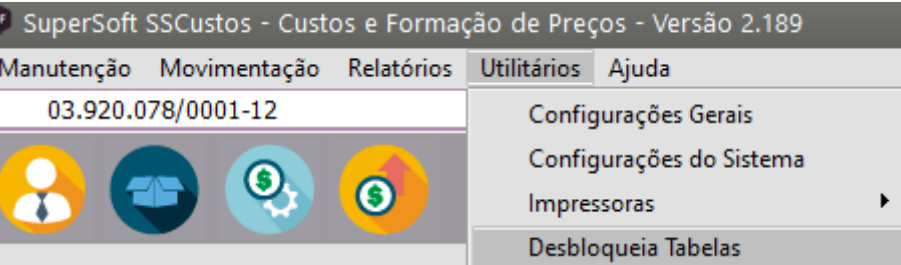 SuperSoft SSCustos - Custos e Formação de Preços - Versão 2.189
Manutenção Movimentação Relatórios Utilitários Ajuda
03.920.078/0001-12
Configurações Gerais
Configurações do Sistema
Impressoras
Desbloqueia Tabelas